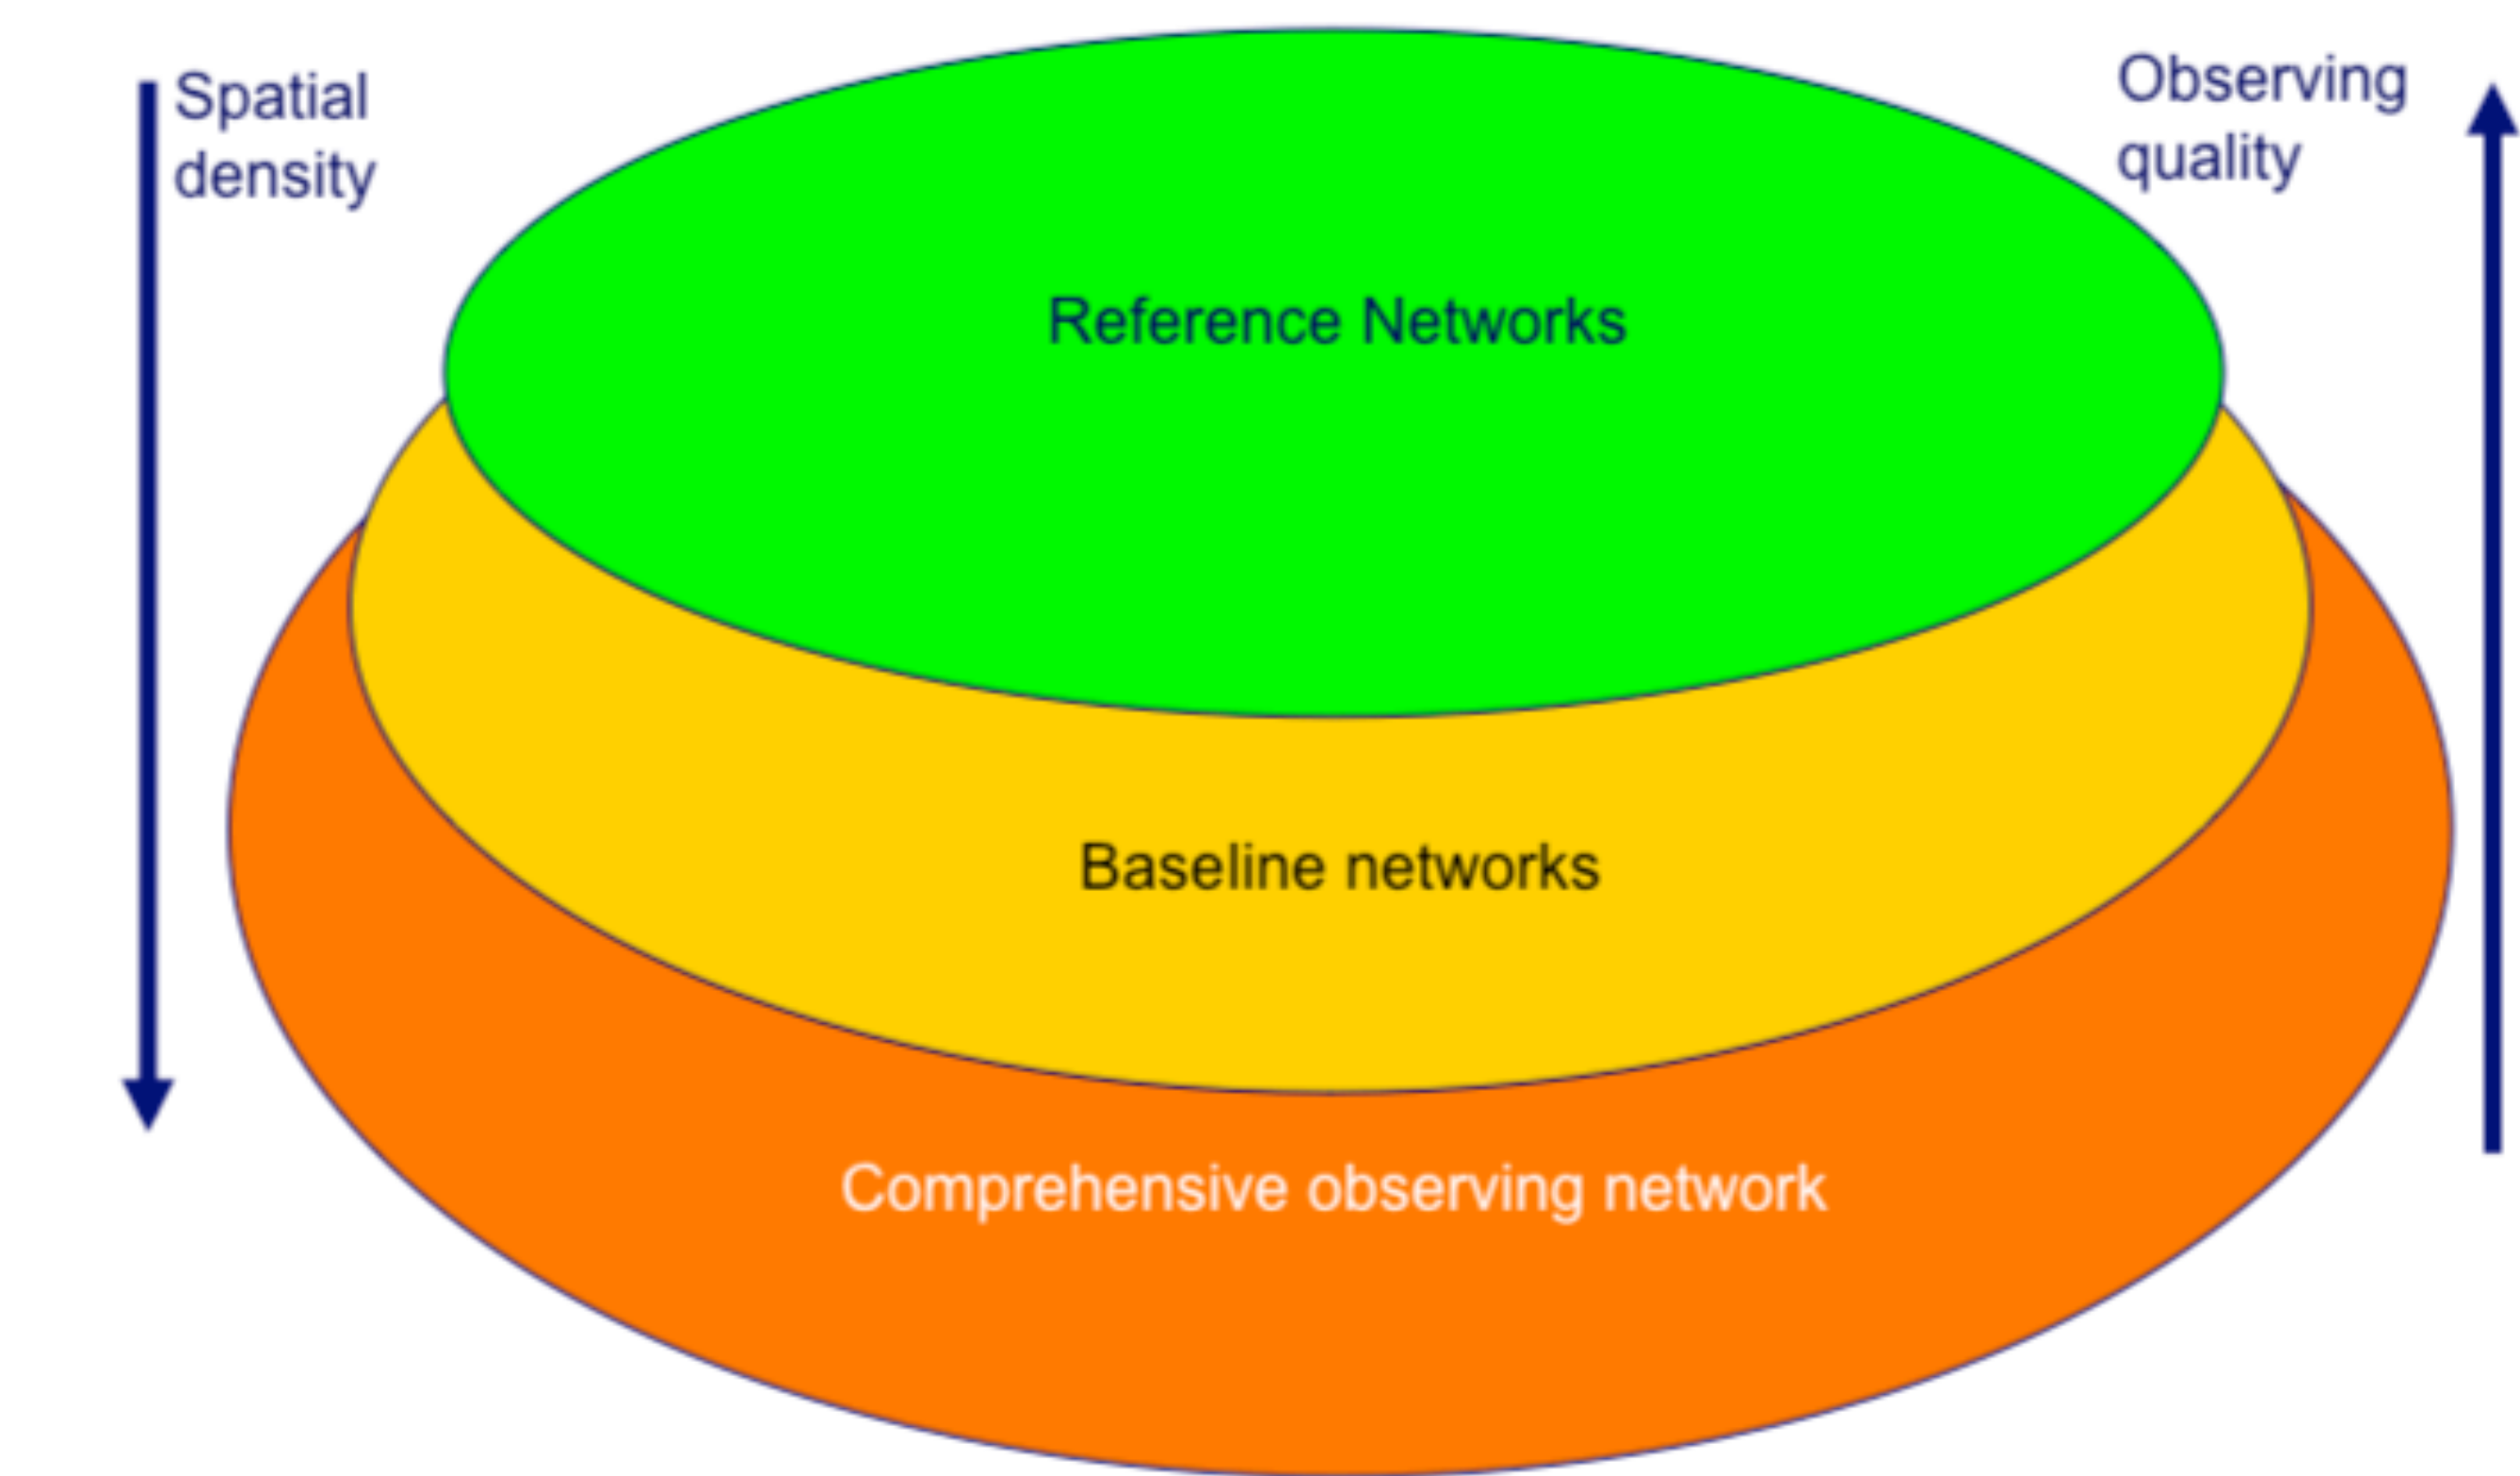 Spatial
density
Observing
quality
Reference Networks
Baseline networks
Comprehensive observing network